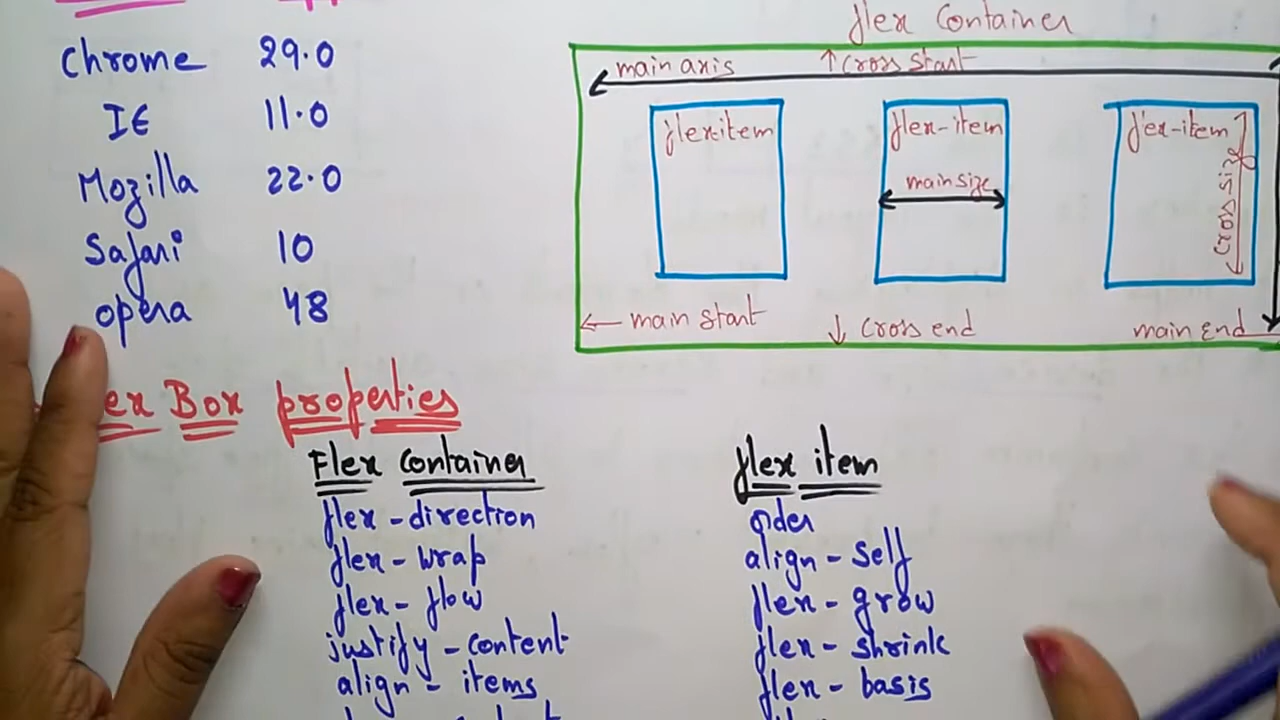 Chrome 29.0
IE 11.0
Mozilla 22.0
Safari 10
opera 48
flex Container
main axis
↑ Cross start
flexitem
flex-item
flex-item
main size
Cross size
← main start
↓ Cross end
main end
ex Box properties
Flex Container
flex-direction
flex-wrap
flex-flow
justify-content
align-items
flex item
order
align-self
flex-grow
flex-shrink
flex-basis